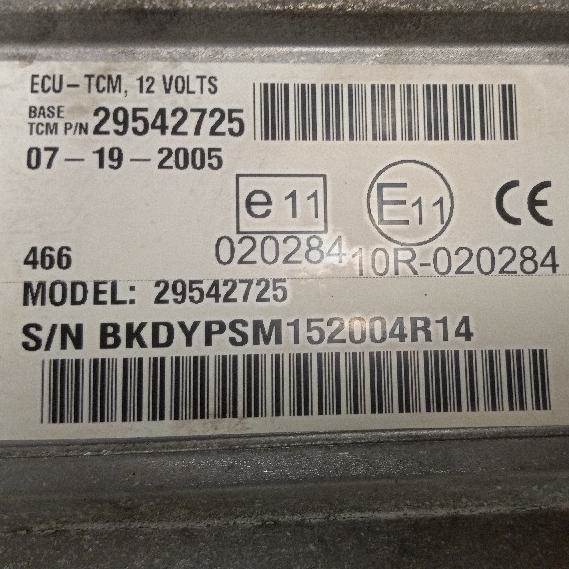 ECU-TCM, 12 VOLTS
BASE
TCM P/N 29542725
07-19-2005
e 11
E11
CE
020284
10R-020284
466
MODEL: 29542725
S/N BKDYPSM152004R14